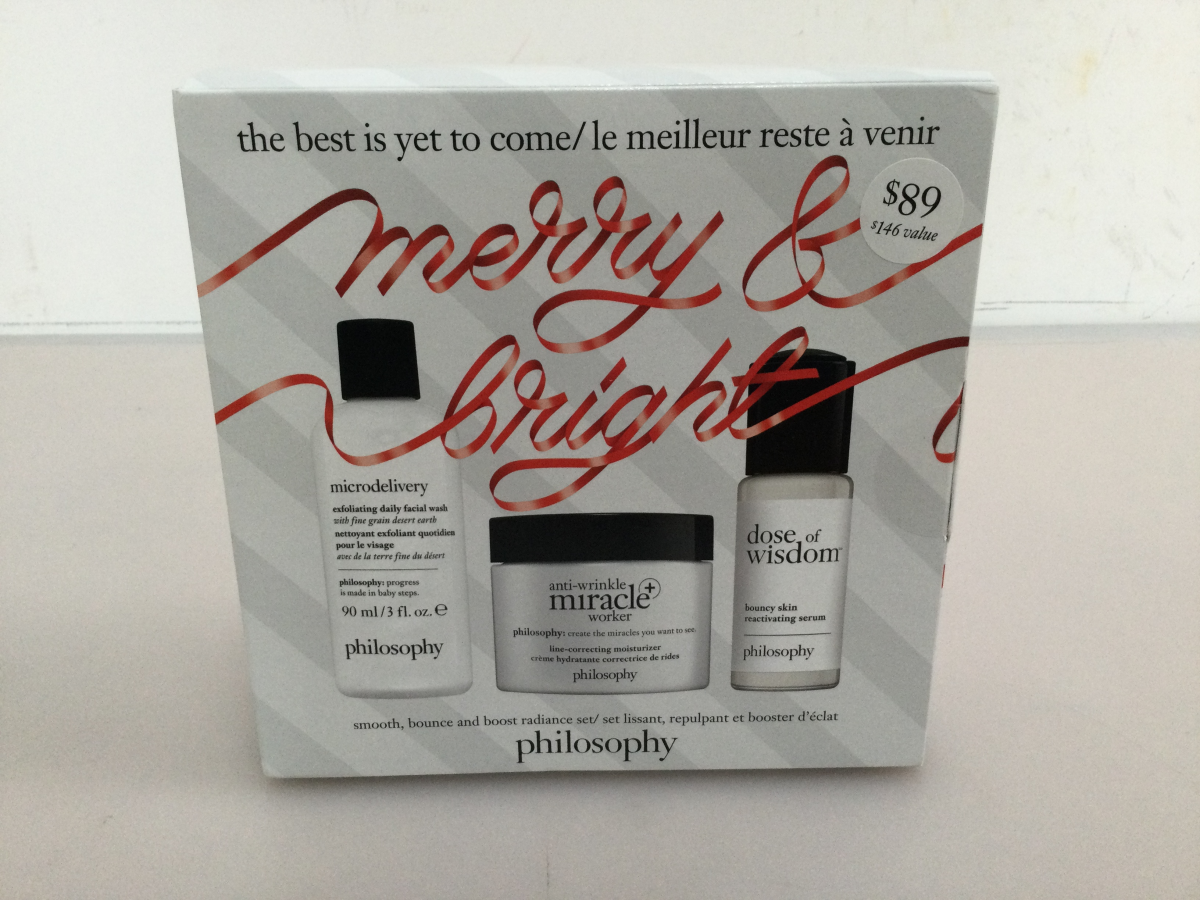 the best is yet to come/ le meilleur reste à venir
merry &
$89
$146 value
bright
microdelivery
exfoliating daily facial wash
with fine grain desert earth
nettoyant exfoliant quotidien
pour le visage
avec de la terre fine du désert
philosophy: progress
is made in baby steps.
90 ml/3 fl. oz. e
philosophy
anti-wrinkle
miracle+
worker
philosophy: create the miracles you want to see.
line-correcting moisturizer
crème hydratante correctrice de rides
philosophy
dose of
wisdom™
bouncy skin
reactivating serum
philosophy
smooth, bounce and boost radiance set/ set lissant, repulpant et booster d'éclat
philosophy